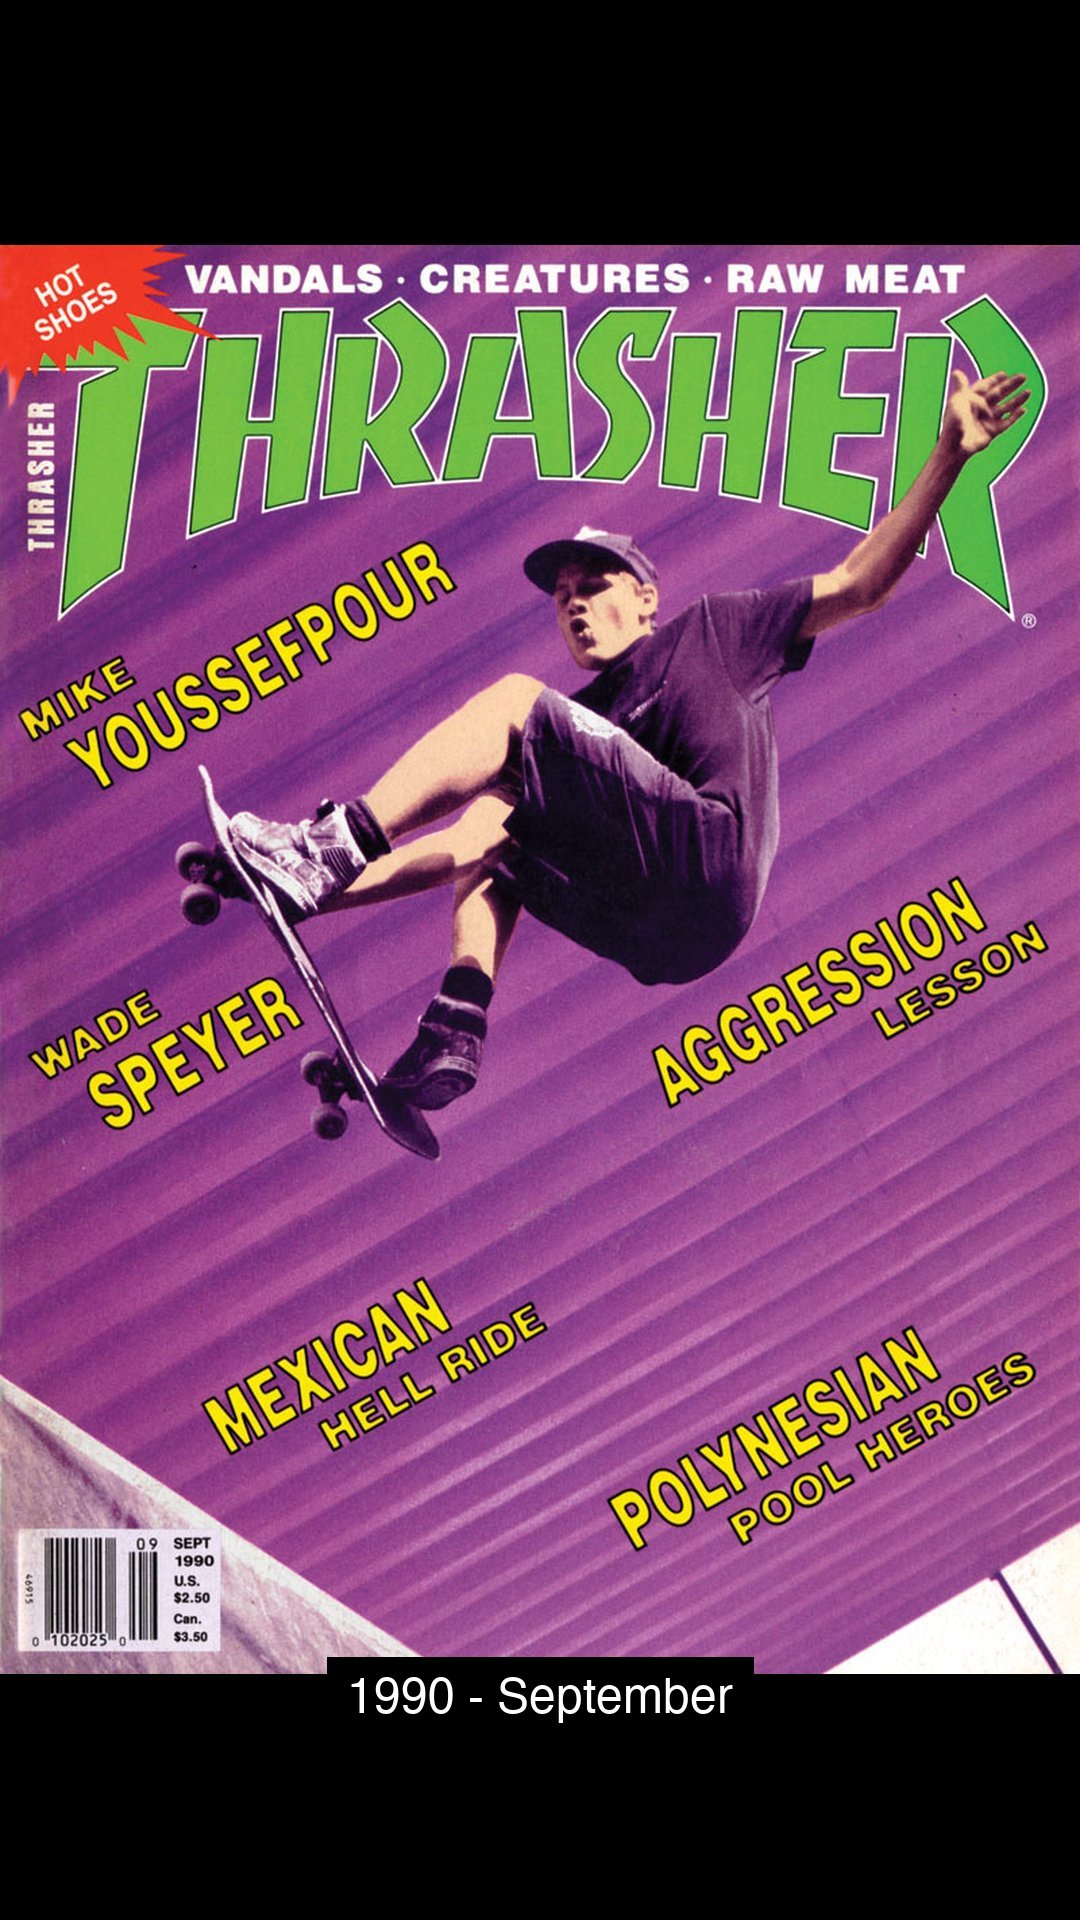 HOT
SHOES
VANDALS · CREATURES · RAW MEAT
THRASHER
®
THRASHER
MIKE
YOUSSEFPOUR
WADE
SPEYER
AGGRESSION
LESSON
MEXICAN
HELL RIDE
POLYNESIAN
POOL HEROES
09
SEPT
1990
U.S.
$2.50
Can.
$3.50
46915
0 102025 0
1990 - September